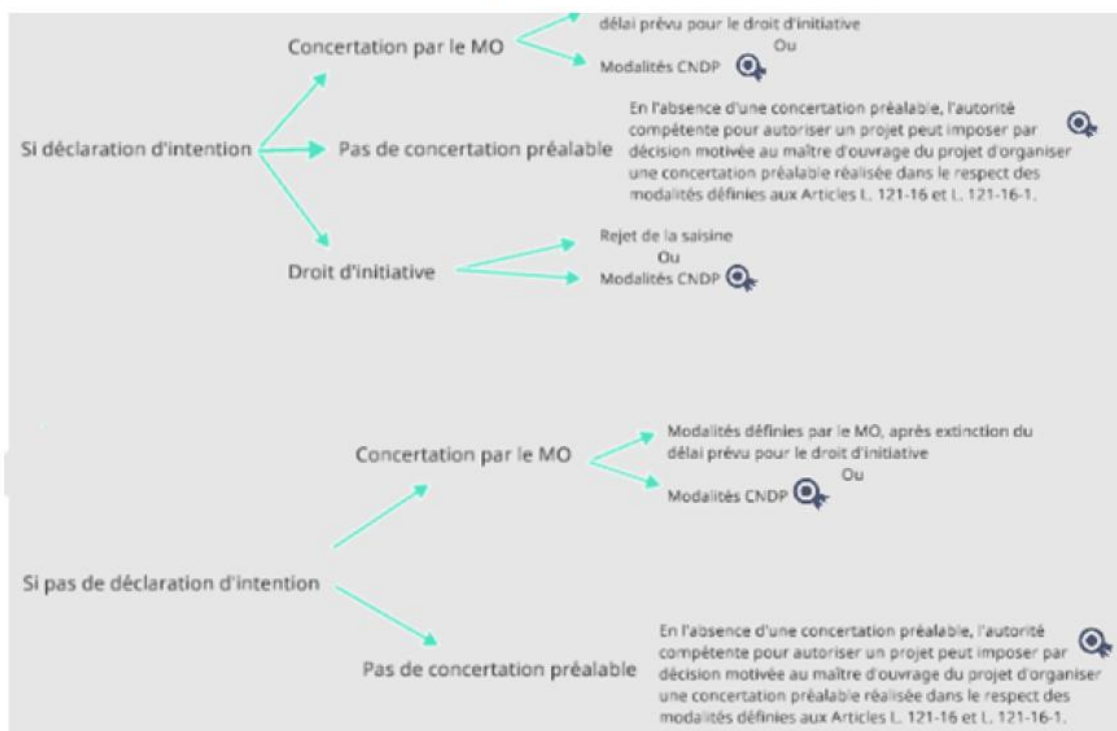 délai prévu pour le droit d'initiative
Ou
Concertation par le MO
Modalités CNDP
En l'absence d'une concertation préalable, l'autorité
compétente pour autoriser un projet peut imposer par
Si déclaration d'intention
Pas de concertation préalable
décision motivée au maître d'ouvrage du projet d'organiser
une concertation préalable réalisée dans le respect des
modalités définies aux Articles L. 121-16 et L. 121-16-1.
Rejet de la saisine
Ou
Droit d'initiative
Modalités CNDP
Modalités définies par le MO, après extinction du
Concertation par le MO
délai prévu pour le droit d'initiative
Ou
Modalités CNDP
Si pas de déclaration d'intention
En l'absence d'une concertation préalable, l'autorité
compétente pour autoriser un projet peut imposer par
Pas de concertation préalable
décision motivée au maître d'ouvrage du projet d'organiser
une concertation préalable réalisée dans le respect des
modalités définies aux Articles L. 121-16 et L. 121-16-1.